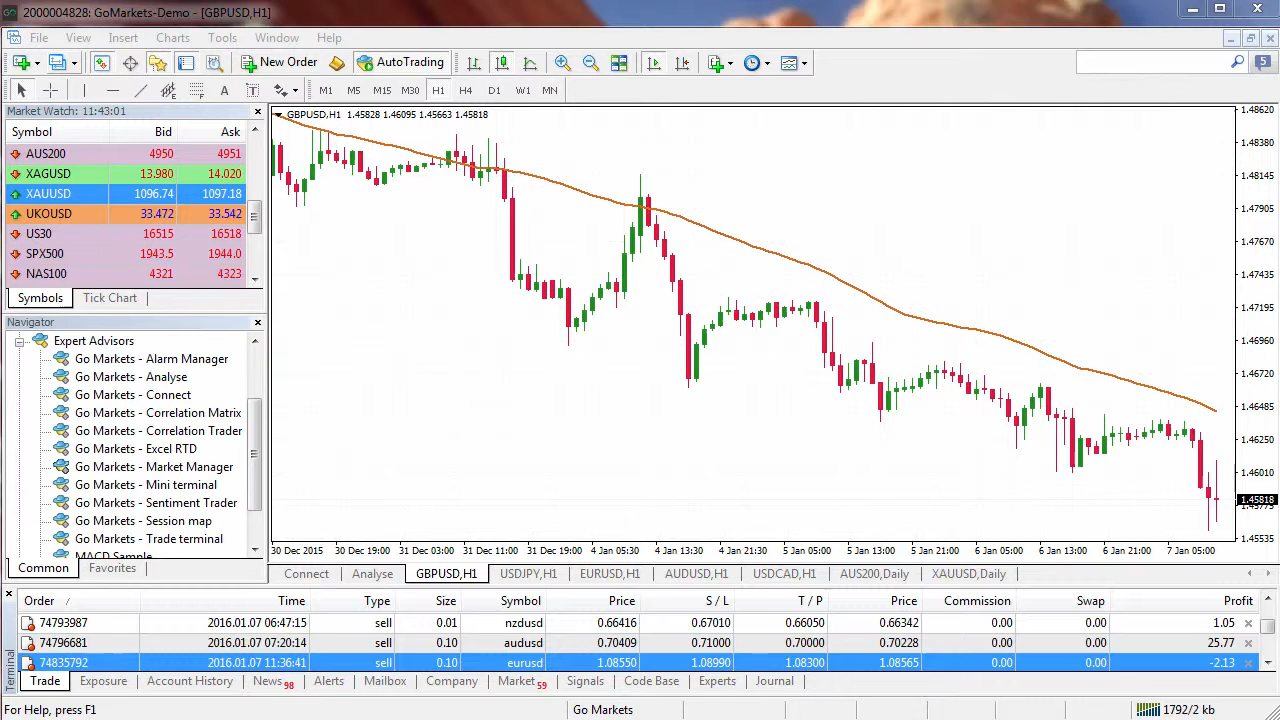 2000004828: GoMarkets-Demo - [GBPUSD,H1]
File View Insert Charts Tools Window Help
New Order AutoTrading 5
A T M1 M5 M15 M30 H1 H4 D1 W1 MN
Market Watch: 11:43:01
Symbol Bid Ask
AUS200 4950 4951
XAGUSD 13.980 14.020
XAUUSD 1096.74 1097.18
UKOUSD 33.472 33.542
US30 16515 16518
SPX500 1943.5 1944.0
NAS100 4321 4323
Symbols Tick Chart
Navigator
Expert Advisors
Go Markets - Alarm Manager
Go Markets - Analyse
Go Markets - Connect
Go Markets - Correlation Matrix
Go Markets - Correlation Trader
Go Markets - Excel RTD
Go Markets - Market Manager
Go Markets - Mini terminal
Go Markets - Sentiment Trader
Go Markets - Session map
Go Markets - Trade terminal
MACD Sample
Common Favorites
GBPUSD,H1 1.45828 1.46095 1.45663 1.45818
1.48620
1.48380
1.48145
1.47905
1.47670
1.47435
1.47195
1.46960
1.46720
1.46485
1.46250
1.46010
1.45818
1.45775
1.45535
30 Dec 2015 30 Dec 19:00 31 Dec 03:00 31 Dec 11:00 31 Dec 19:00 4 Jan 05:30 4 Jan 13:30 4 Jan 21:30 5 Jan 05:00 5 Jan 13:00 5 Jan 21:00 6 Jan 05:00 6 Jan 13:00 6 Jan 21:00 7 Jan 05:00
Connect Analyse GBPUSD,H1 USDJPY,H1 EURUSD,H1 AUDUSD,H1 USDCAD,H1 AUS200,Daily XAUUSD,Daily
Order / Time Type Size Symbol Price S / L T / P Price Commission Swap Profit
74793987 2016.01.07 06:47:15 sell 0.01 nzdusd 0.66416 0.67010 0.66050 0.66342 0.00 0.00 1.05
74796681 2016.01.07 07:20:14 sell 0.10 audusd 0.70409 0.71000 0.70000 0.70228 0.00 0.00 25.77
74835792 2016.01.07 11:36:41 sell 0.10 eurusd 1.08550 1.08990 1.08300 1.08565 0.00 0.00 -2.13
Terminal
Trade Exposure Account History News 98 Alerts Mailbox Company Market 59 Signals Code Base Experts Journal
For Help, press F1 Go Markets 1792/2 kb